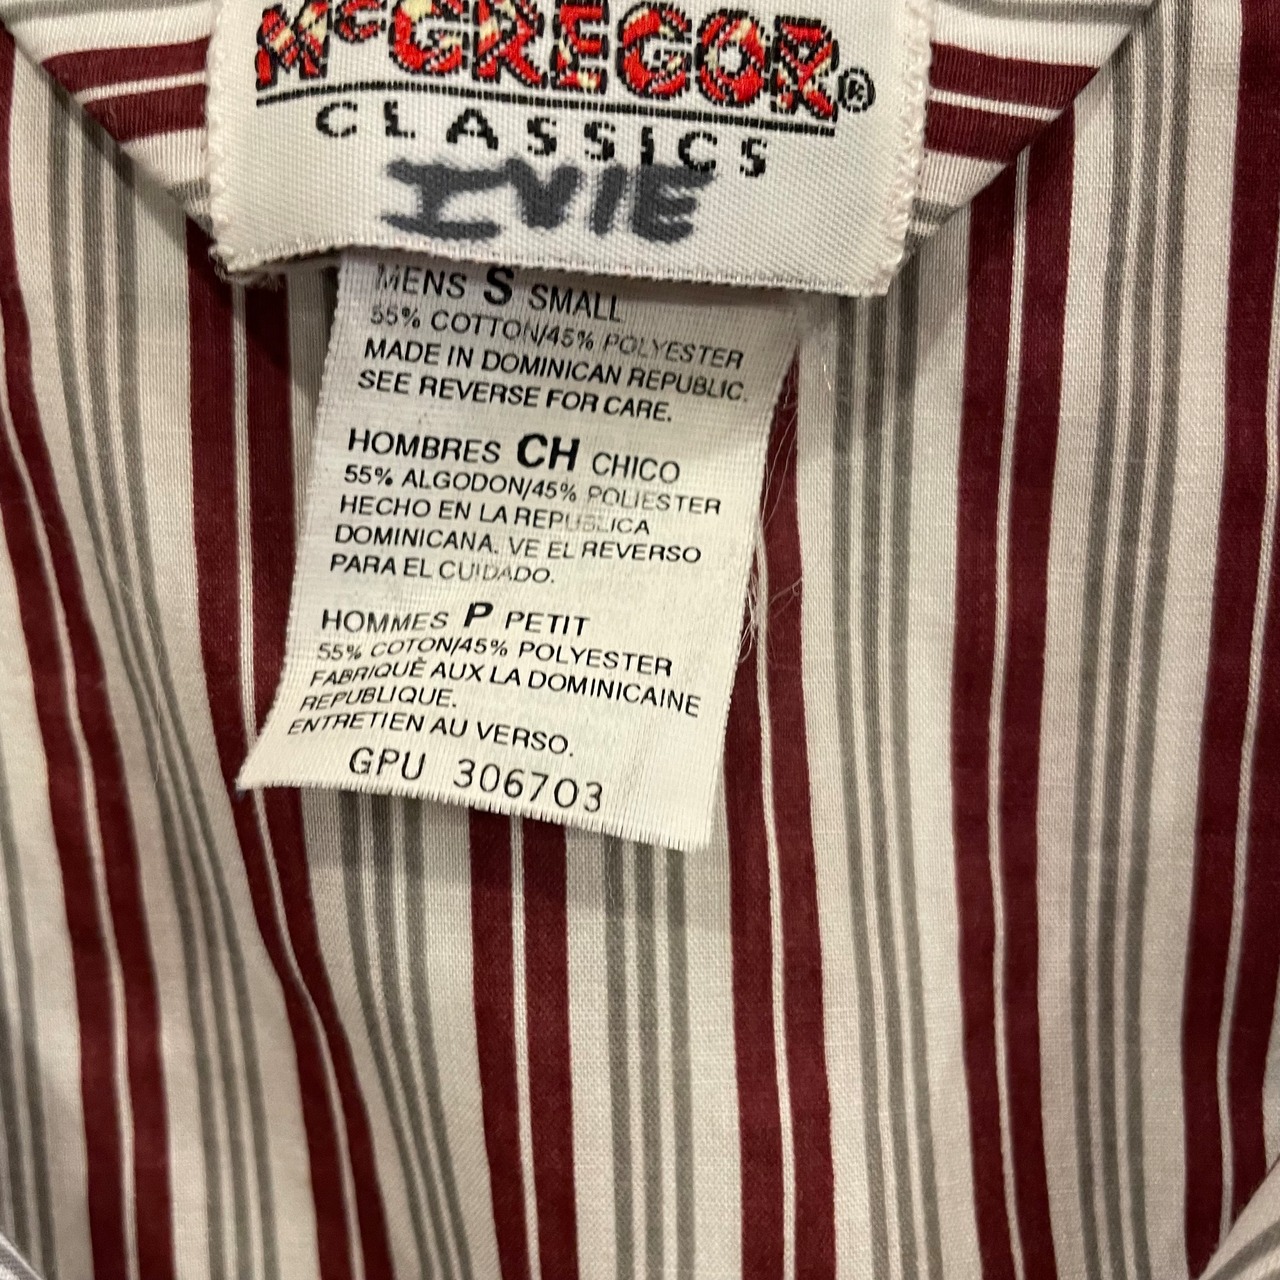 McGREGOR®
CLASSICS
IVIE
MENS S SMALL
55% COTTON/45% POLYESTER
MADE IN DOMINICAN REPUBLIC.
SEE REVERSE FOR CARE.
HOMBRES CH CHICO
55% ALGODON/45% POLIESTER
HECHO EN LA REPUBLICA
DOMINICANA. VE EL REVERSO
PARA EL CUIDADO.
HOMMES P PETIT
55% COTON/45% POLYESTER
FABRIQUÈ AUX LA DOMINICAINE
REPUBLIQUE.
ENTRETIEN AU VERSO.
GPU 306703